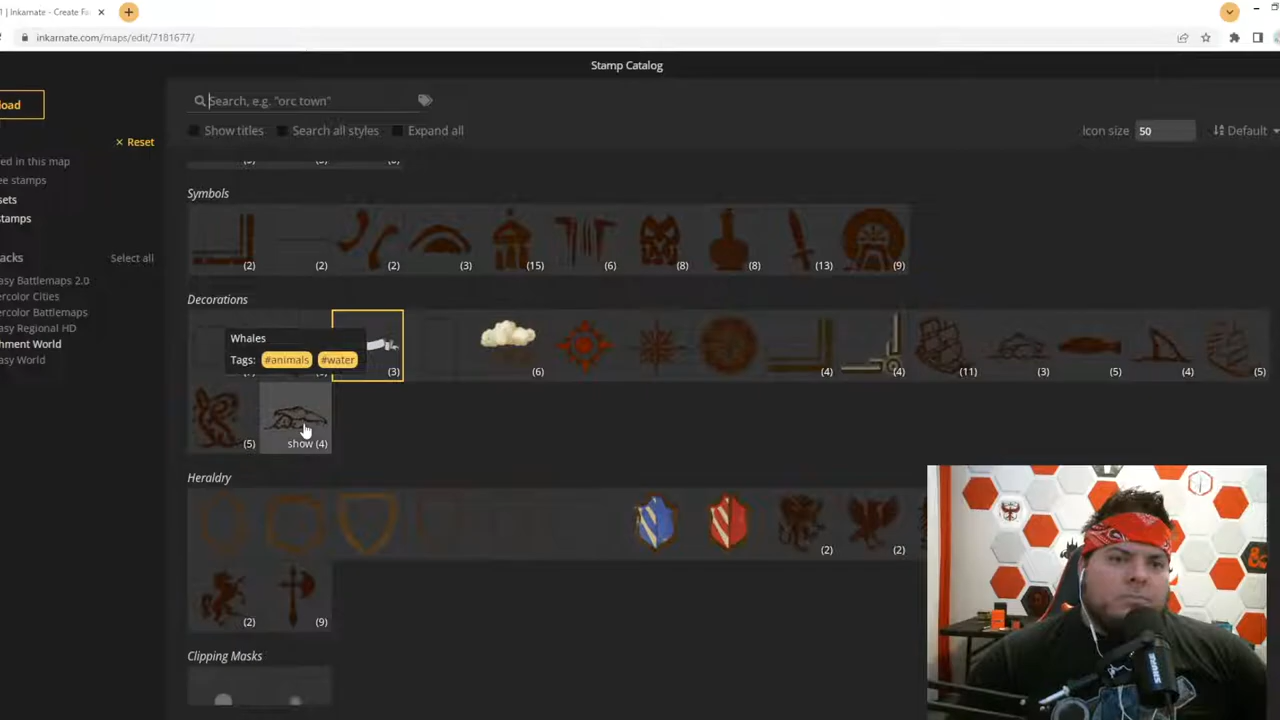 1 | Inkarnate - Create Fa
inkarnate.com/maps/edit/7181677/
Stamp Catalog
oad
Search, e.g. "orc town"
Show titles
Search all styles
Expand all
Icon size
50
Default
× Reset
ed in this map
ee stamps
sets
stamps
acks
Select all
asy Battlemaps 2.0
ercolor Cities
ercolor Battlemaps
asy Regional HD
hment World
asy World
Symbols
(2) (2) (2) (3) (15) (6) (8) (8) (13) (9)
Decorations
Whales
Tags: #animals #water
(3) (6) (4) (4) (11) (3) (5) (4) (5)
(5) show (4)
Heraldry
(2) (2)
(2) (9)
Clipping Masks